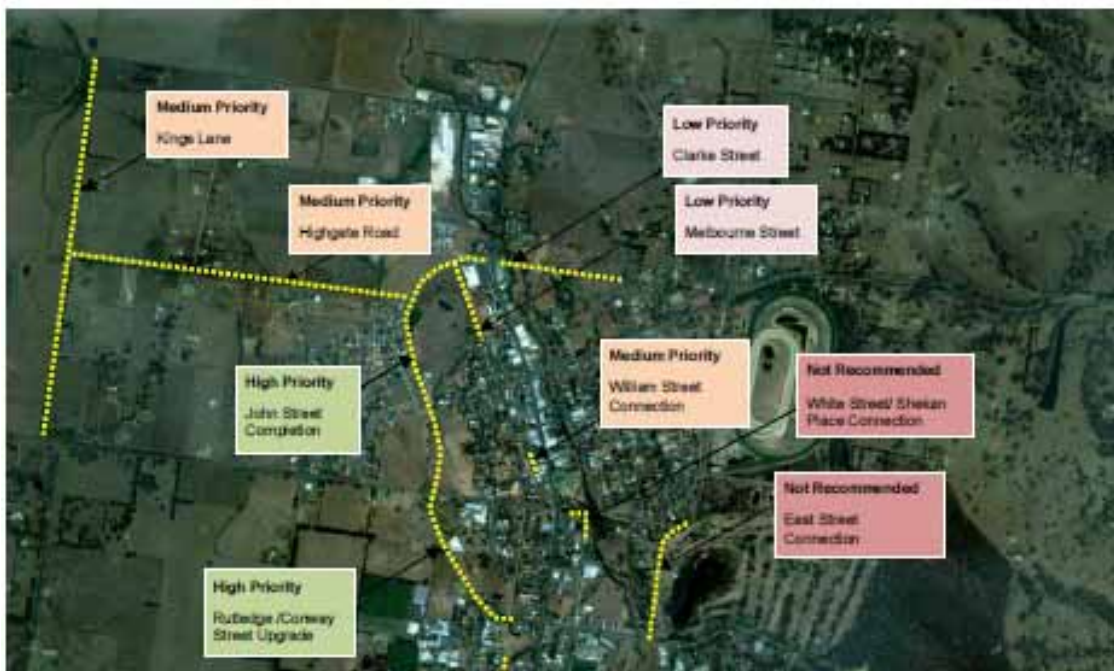 Medium Priority
Kings Lane
Low Priority
Clarke Street
Medium Priority
Highgate Road
Low Priority
Melbourne Street
High Priority
John Street
Completion
Medium Priority
William Street
Connection
Not Recommended
White Street/ Shekan
Place Connection
Not Recommended
East Street
Connection
High Priority
Rutledge /Conway
Street Upgrade